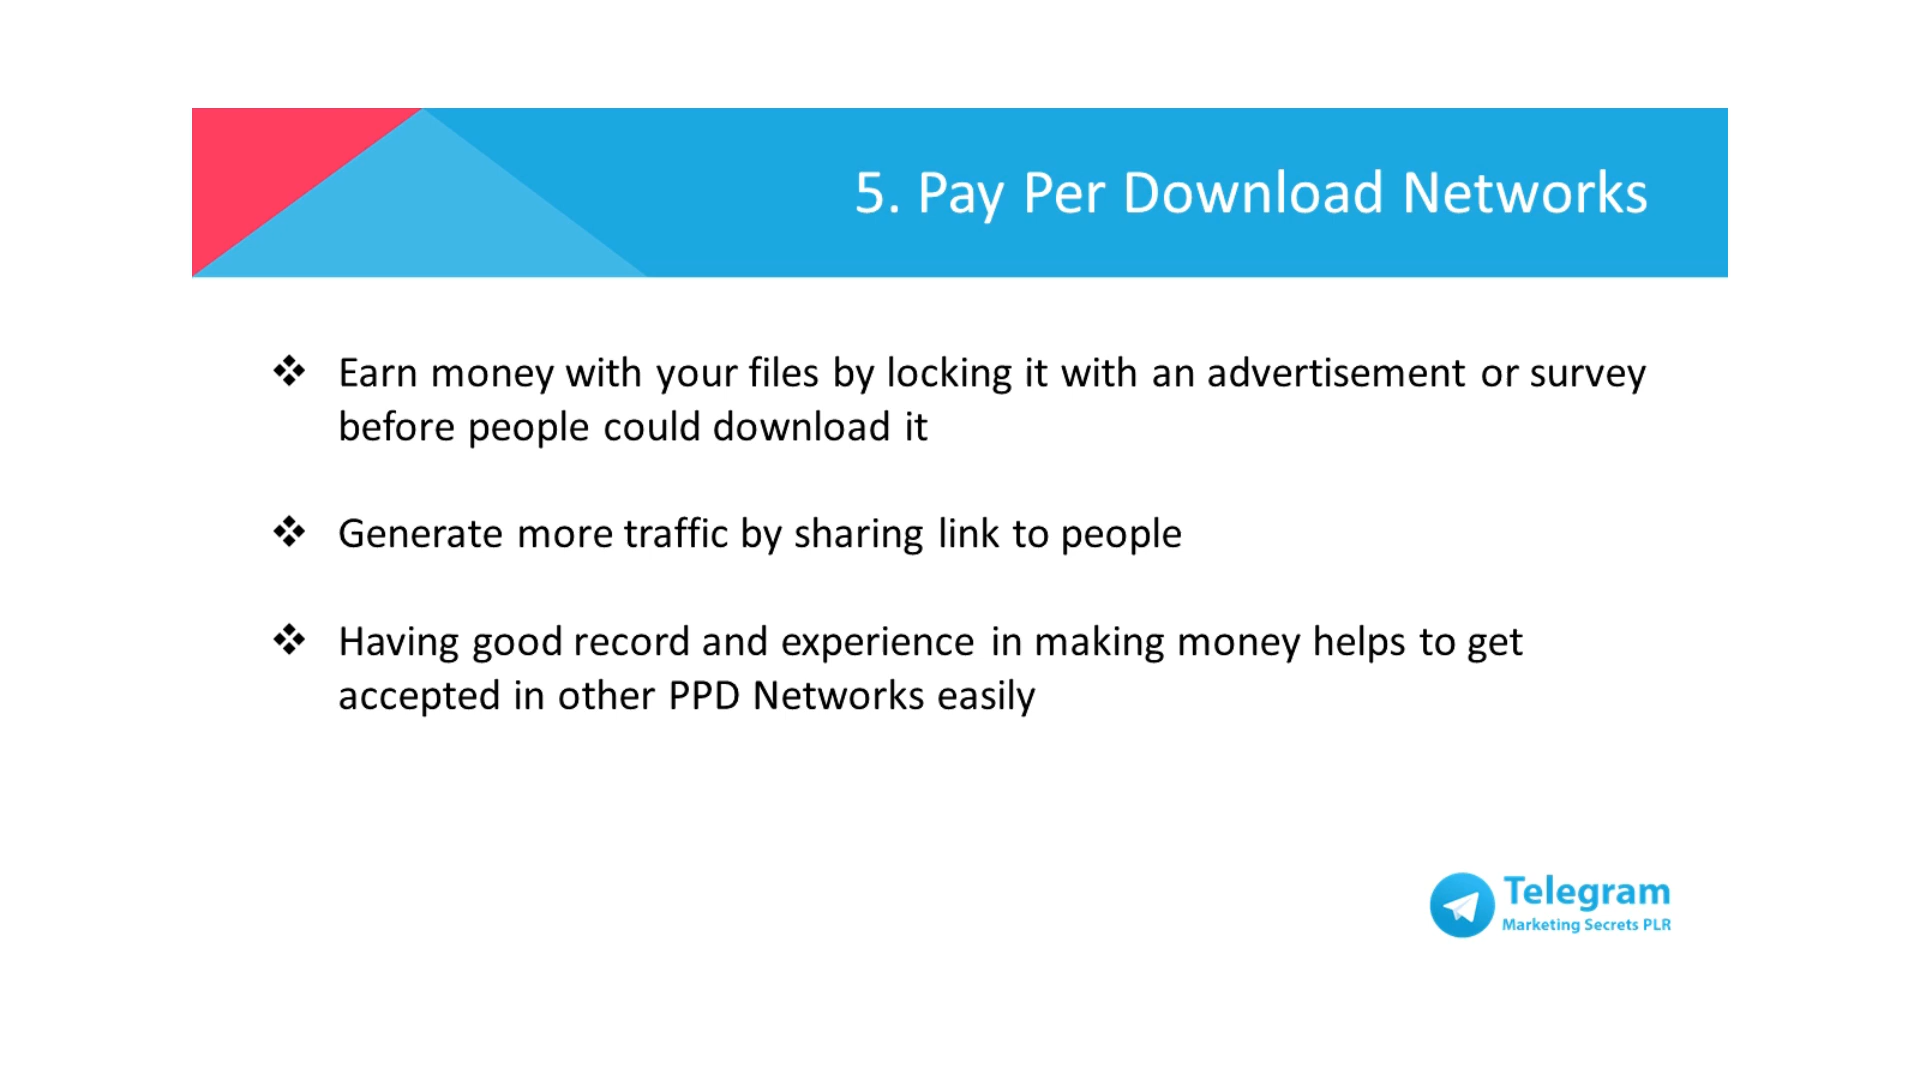 5. Pay Per Download Networks
❖ Earn money with your files by locking it with an advertisement or survey
before people could download it
❖ Generate more traffic by sharing link to people
❖ Having good record and experience in making money helps to get
accepted in other PPD Networks easily
Telegram
Marketing Secrets PLR